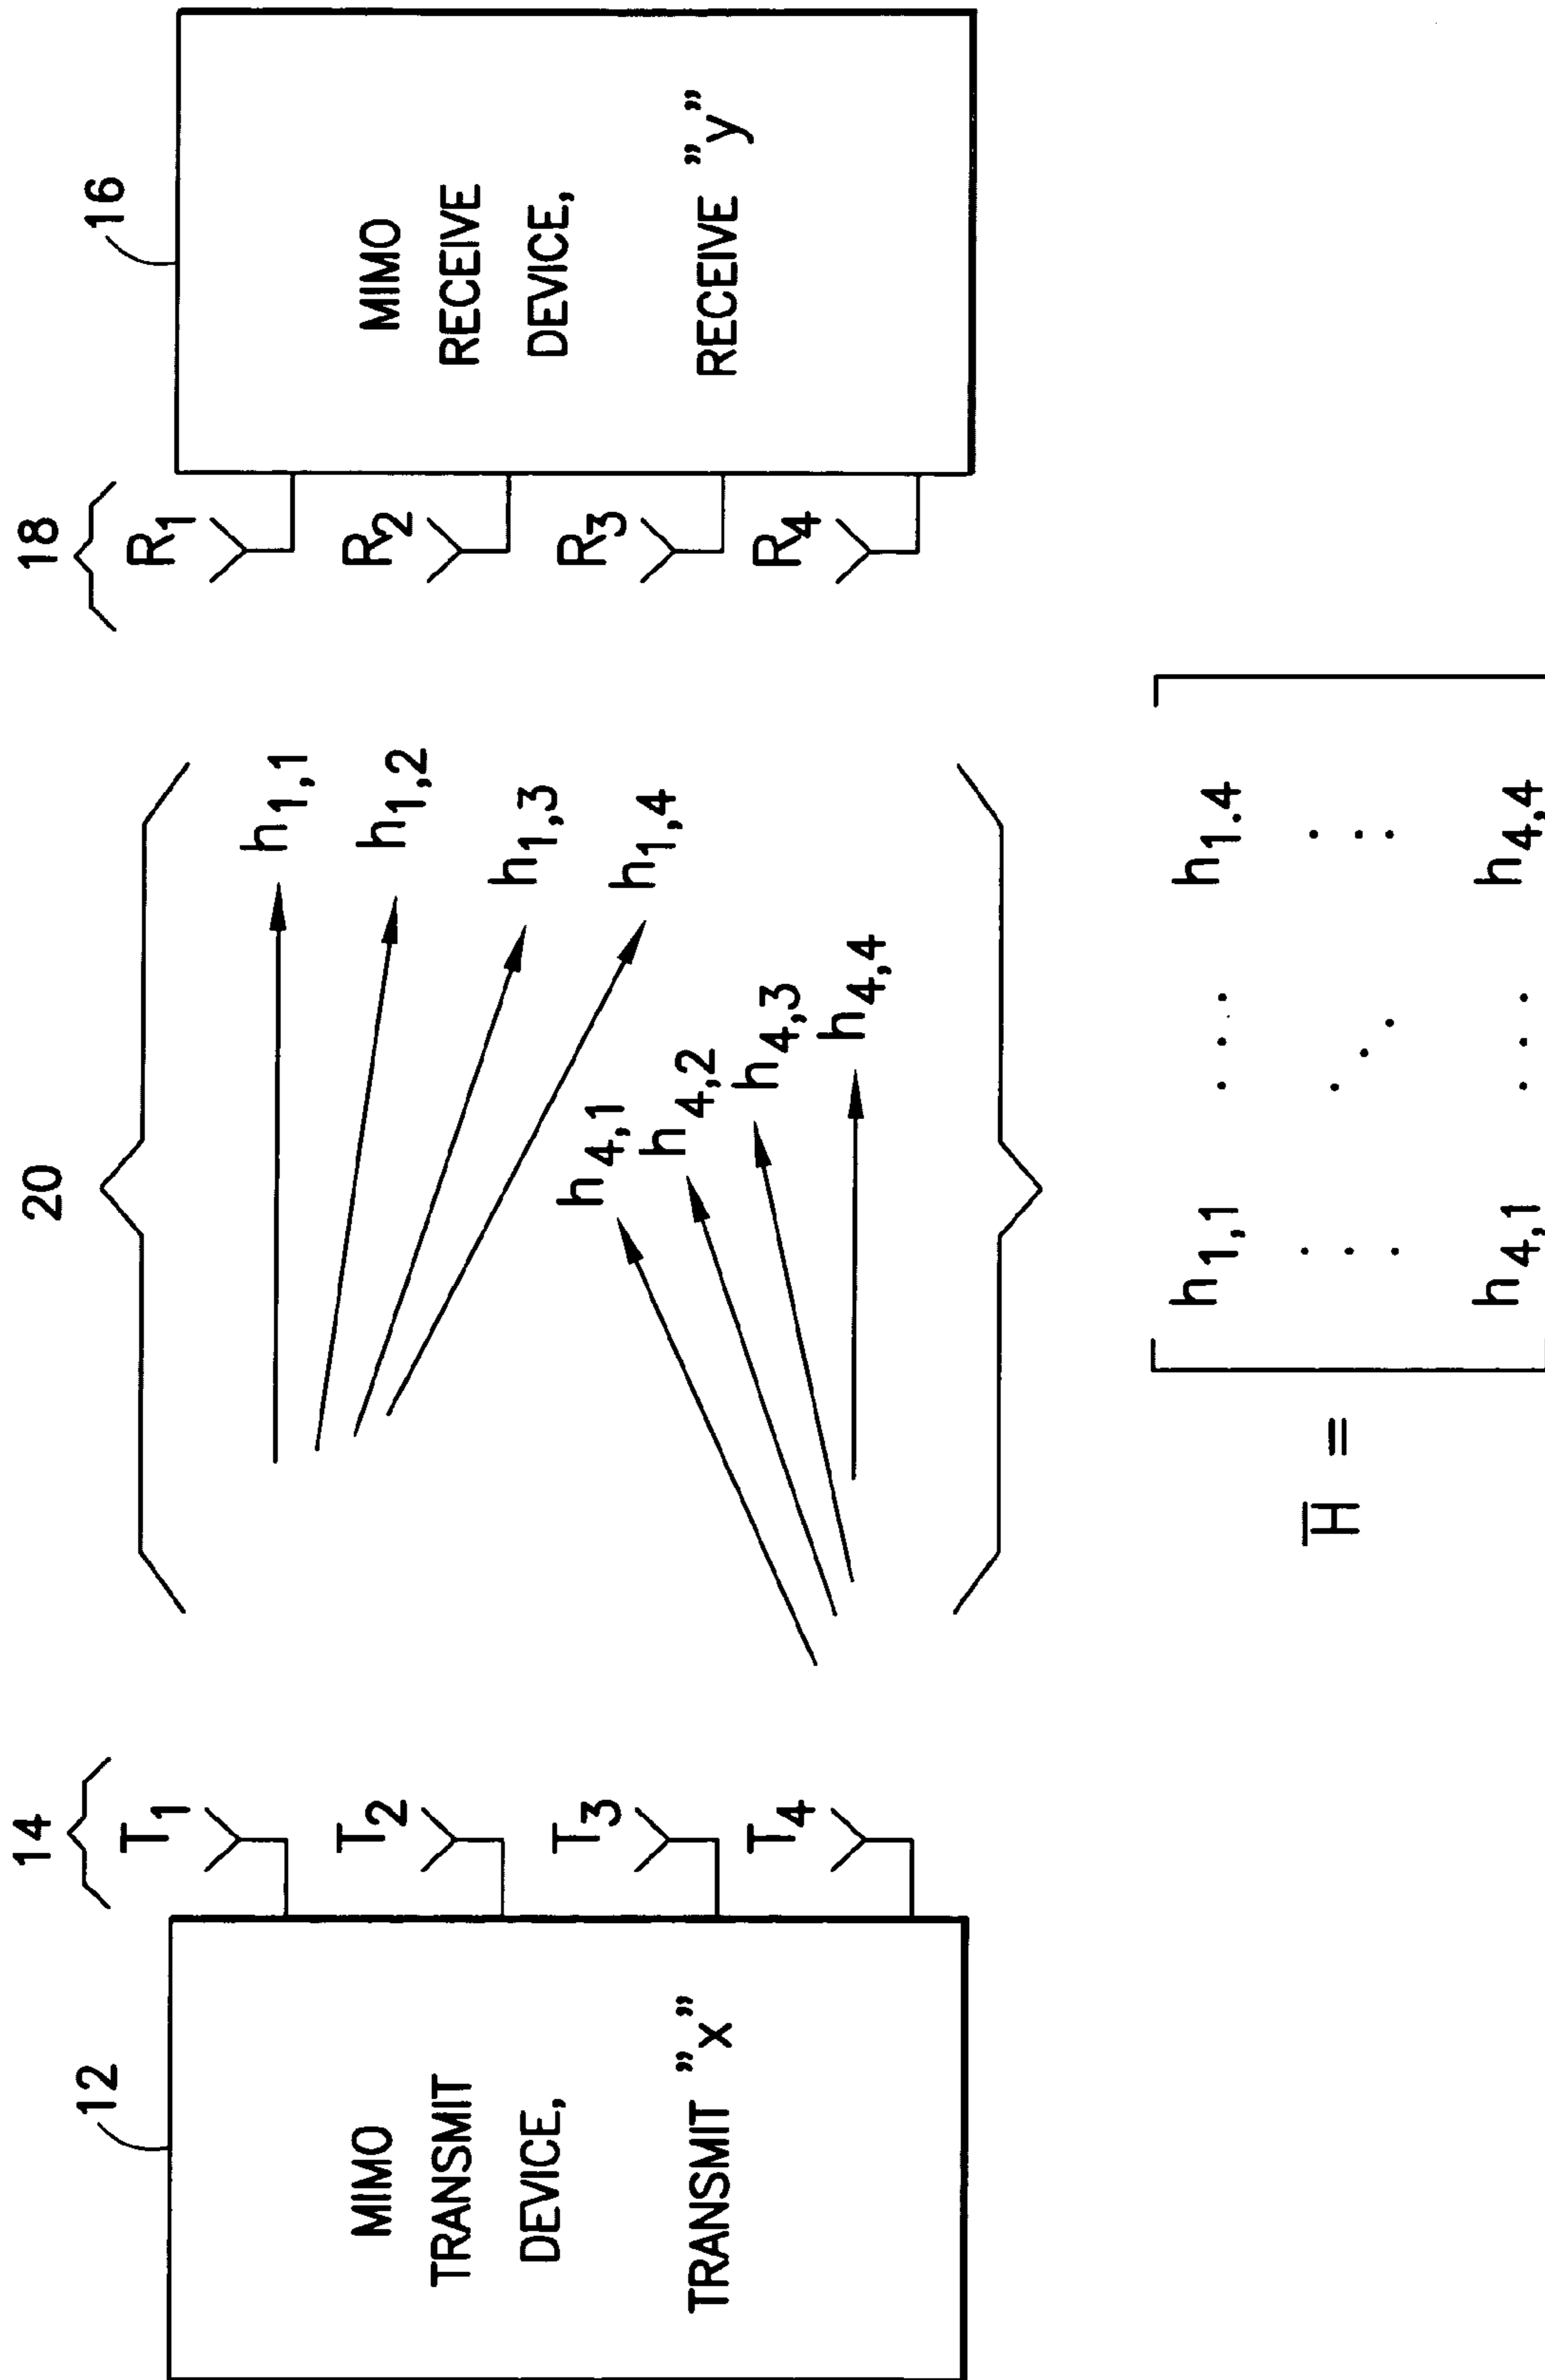 12
MIMO
TRANSMIT
DEVICE,
TRANSMIT "x"
14
T1
T2
T3
T4
20
h1,1
h1,2
h1,3
h1,4
h4,1
h4,2
h4,3
h4,4
18
R1
R2
R3
R4
16
MIMO
RECEIVE
DEVICE,
RECEIVE "y"
H̅ =
h1,1 ... h1.4
h4,1 ... h4,4